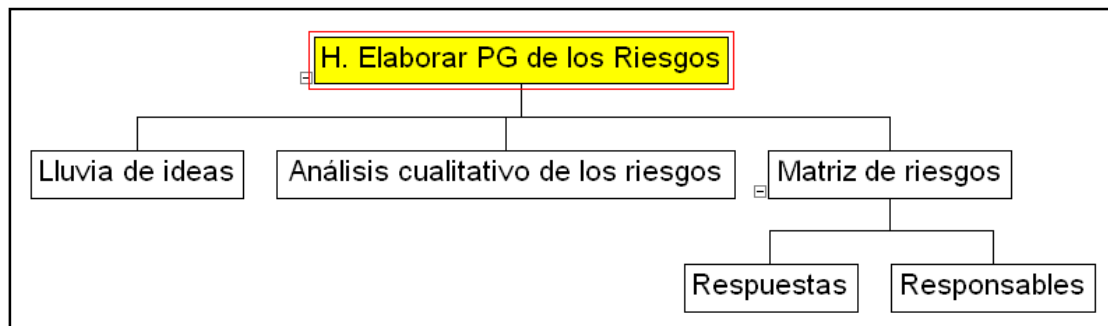 H. Elaborar PG de los Riesgos
Lluvia de ideas
Análisis cualitativo de los riesgos
Matriz de riesgos
Respuestas
Responsables